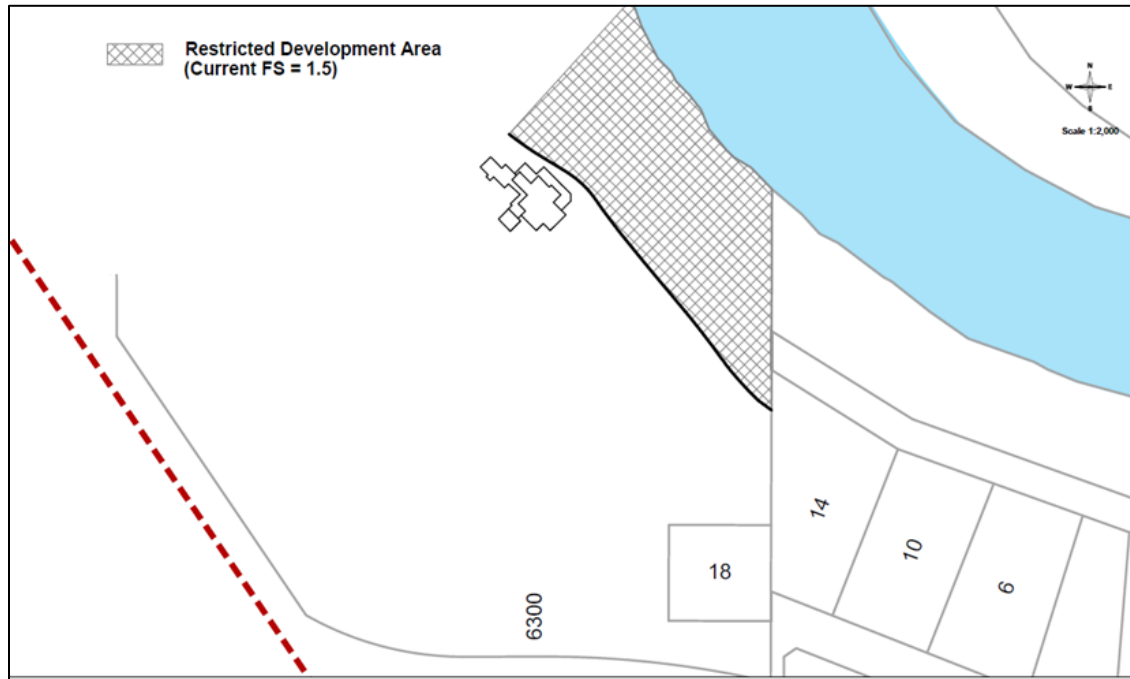 Restricted Development Area
(Current FS = 1.5)
N
W E
S
Scale 1:2,000
14
10
6
18
6300